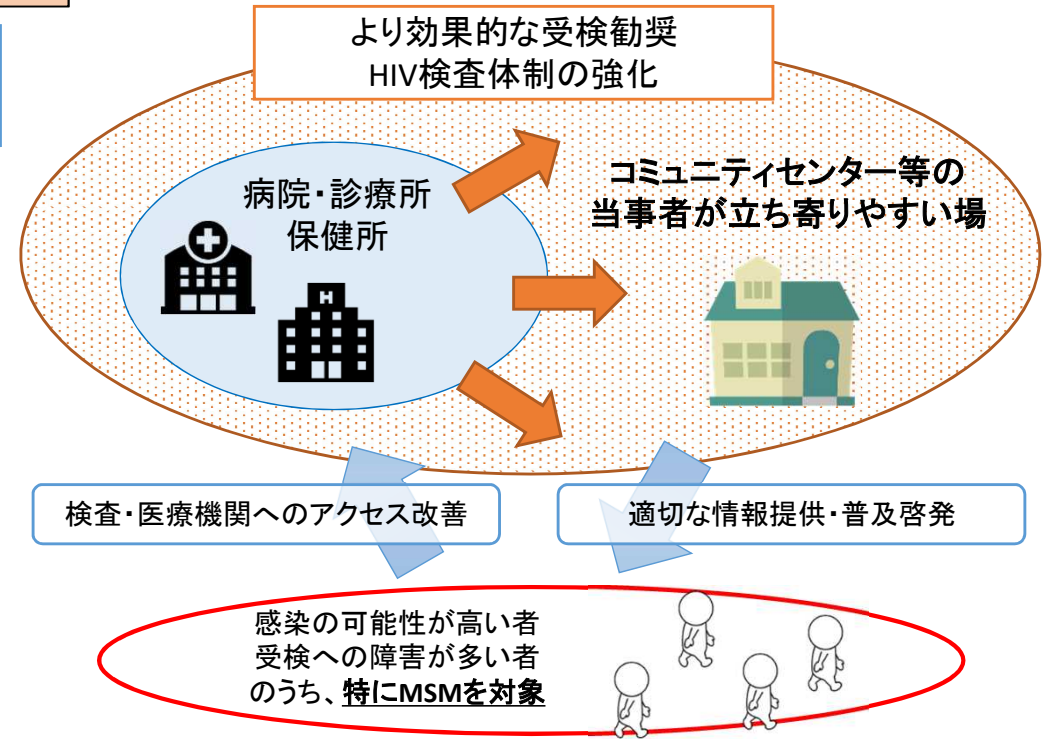 より効果的な受検勧奨
HIV検査体制の強化
病院・診療所
保健所
コミュニティセンター等の
当事者が立ち寄りやすい場
H
検査・医療機関へのアクセス改善
適切な情報提供・普及啓発
感染の可能性が高い者
受検への障害が多い者
のうち、特にMSMを対象